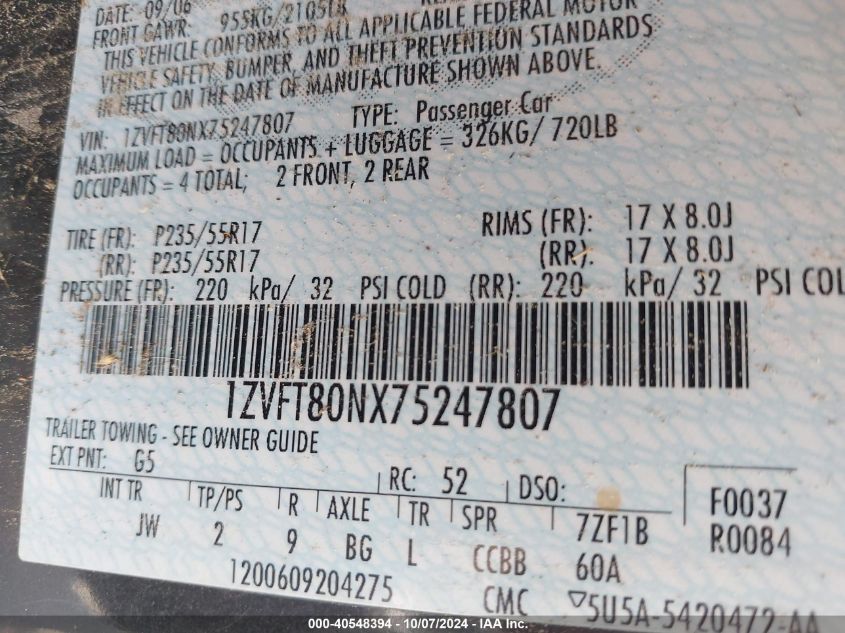 DATE: 09/06
FRONT GAWR: 955KG/2105LB
THIS VEHICLE CONFORMS TO ALL APPLICABLE FEDERAL MOTOR
VEHICLE SAFETY, BUMPER, AND THEFT PREVENTION STANDARDS
IN EFFECT ON THE DATE OF MANUFACTURE SHOWN ABOVE.
VIN: 1ZVFT80NX75247807 TYPE: Passenger Car
MAXIMUM LOAD = OCCUPANTS + LUGGAGE = 326KG/ 720LB
OCCUPANTS = 4 TOTAL; 2 FRONT, 2 REAR
TIRE (FR): P235/55R17 RIMS (FR): 17 X 8.0J
(RR): P235/55R17 (RR): 17 X 8.0J
PRESSURE (FR): 220 kPa/ 32 PSI COLD (RR): 220 kPa/ 32 PSI COL
1ZVFT80NX75247807
TRAILER TOWING - SEE OWNER GUIDE
EXT PNT: G5 RC: 52 DSO: F0037
INT TR TP/PS R AXLE TR SPR 7ZF1B R0084
JW 2 9 BG L CCBB 60A
1200609204275 CMC ▽5U5A-5420472-AA
000-40548394 - 10/07/2024 - IAA Inc.